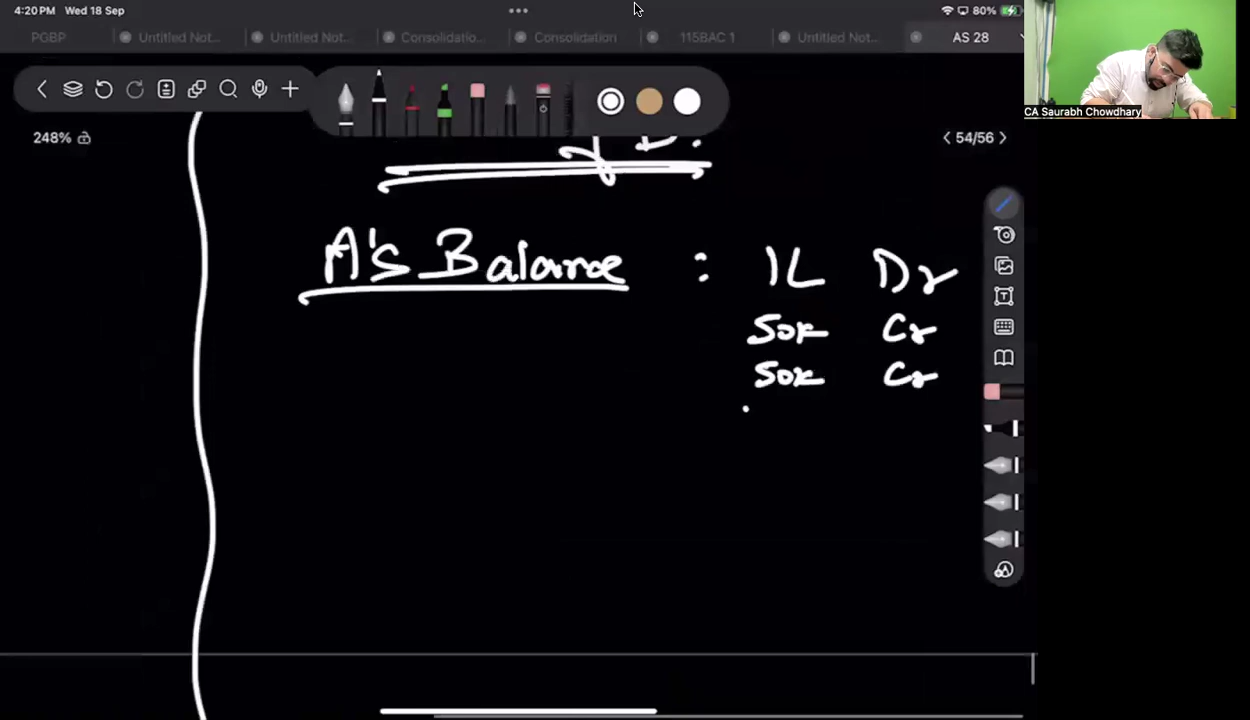 4:20 PM Wed 18 Sep
80%
PGBP
Untitled Not...
Untitled Not...
Consolidatio...
Consolidation
115BAC 1
Untitled Not...
AS 28
248%
54/56
CA Saurabh Chowdhary
A's Balance : 1L Dr
50k Cr
50k Cr